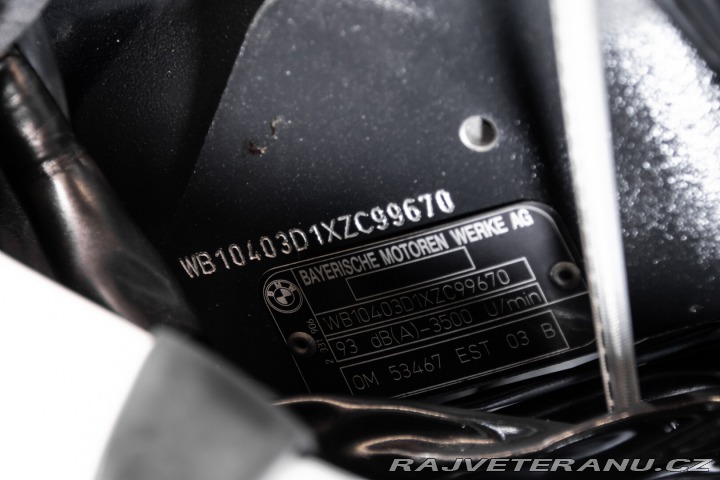 WB10403D1XZC99670
BAYERISCHE MOTOREN WERKE AG
WB10403D1XZC99670
93 dB(A)-3500 U/min
OM 53467 EST 03 B
RAJVETERANU.CZ